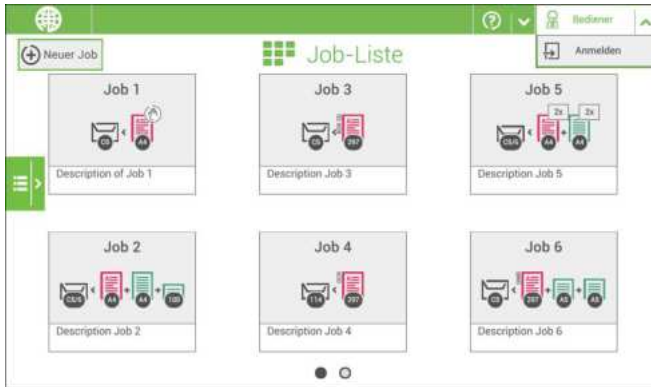 Bediener
Neuer Job
Job-Liste
Anmelden
Job 1
Job 3
Job 5
2x 2x
C5 A4
C5 297
C5/6 A4 A4
Description of Job 1
Description Job 3
Description Job 5
Job 2
Job 4
Job 6
C5/6 A4 A4 100
114 297
C5 297 A5 A5
Description Job 2
Description Job 4
Description Job 6